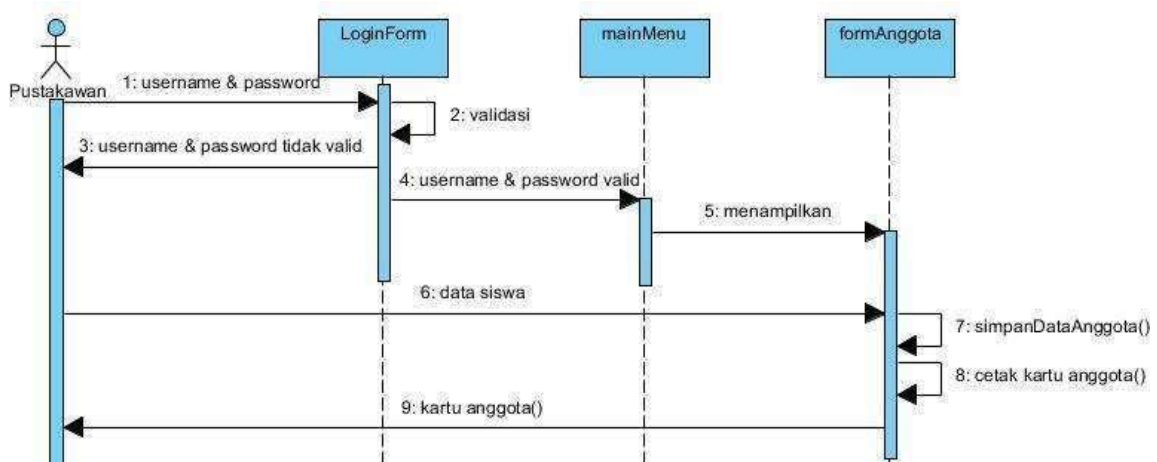 LoginForm
mainMenu
formAnggota
Pustakawan
1: username & password
2: validasi
3: username & password tidak valid
4: username & password valid
5: menampilkan
6: data siswa
7: simpanDataAnggota()
8: cetak kartu anggota()
9: kartu anggota()